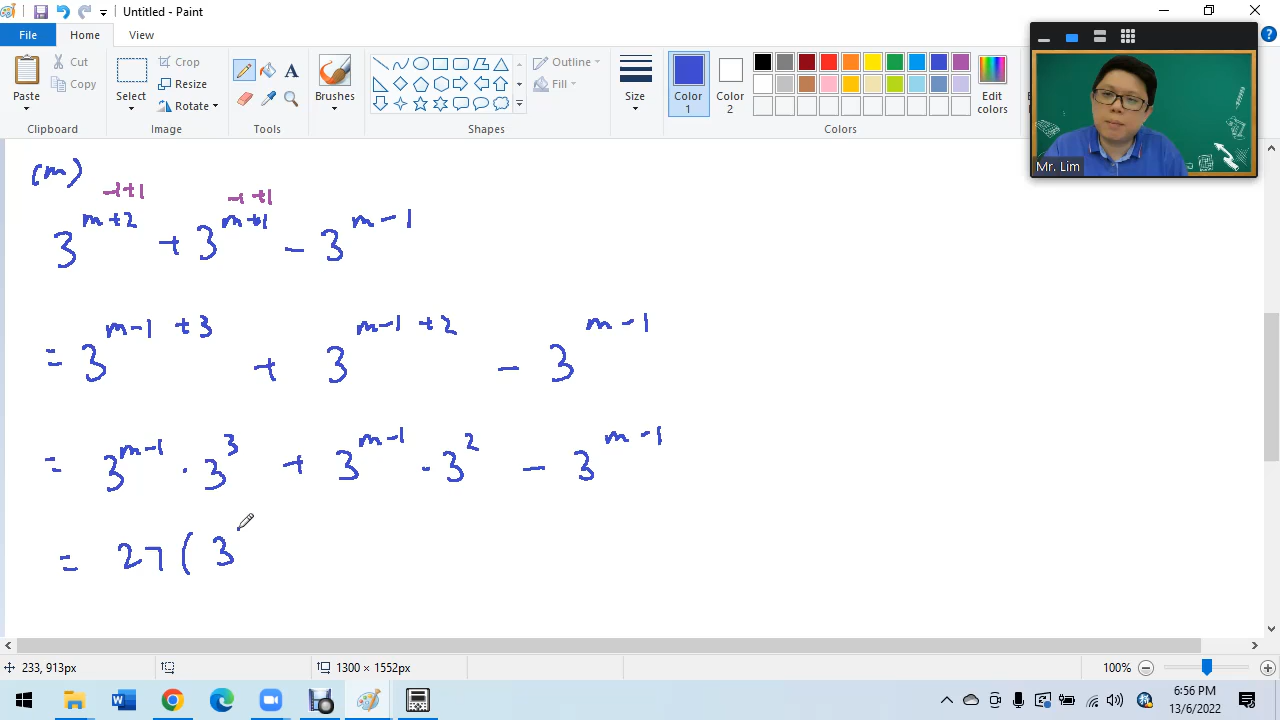 Untitled - Paint
File Home View
Paste Cut Copy Clipboard
Select Crop Resize Rotate Image
Tools
Brushes
Outline Fill Shapes
Size
Color 1 Color 2 Edit colors Colors
Mr. Lim
(m)
-1+1 -1+1
3^{m+2} + 3^{m+1} - 3^{m-1}
= 3^{m-1+3} + 3^{m-1+2} - 3^{m-1}
= 3^{m-1} · 3^3 + 3^{m-1} · 3^2 - 3^{m-1}
= 27(3
233, 913px 1300 × 1552px 100%
6:56 PM
13/6/2022